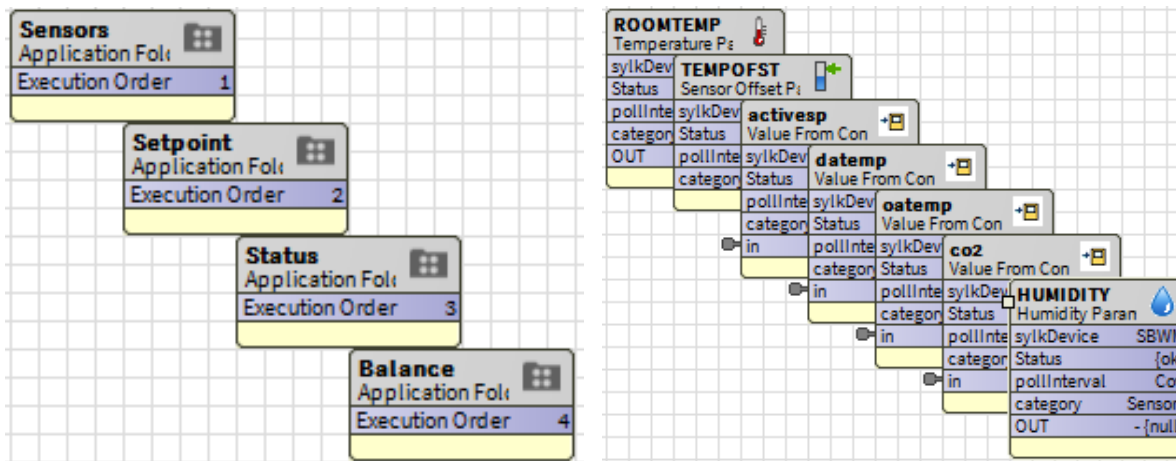 Sensors
Application Fol
Execution Order 1
Setpoint
Application Fol
Execution Order 2
Status
Application Fol
Execution Order 3
Balance
Application Fol
Execution Order 4
ROOMTEMP
Temperature Pa
sylkDev
Status
pollInte
categor
OUT
TEMPOFST
Sensor Offset Pa
sylkDev
Status
pollInte
categor
activesp
Value From Con
sylkDev
Status
pollInte
categor
in
datemp
Value From Con
sylkDev
Status
pollInte
categor
in
oatemp
Value From Con
sylkDev
Status
pollInte
categor
in
co2
Value From Con
sylkDev
Status
pollInte
categor
in
HUMIDITY
Humidity Paran
sylkDevice SBWM
Status {ok
pollInterval Co
category Sensor
OUT - {null